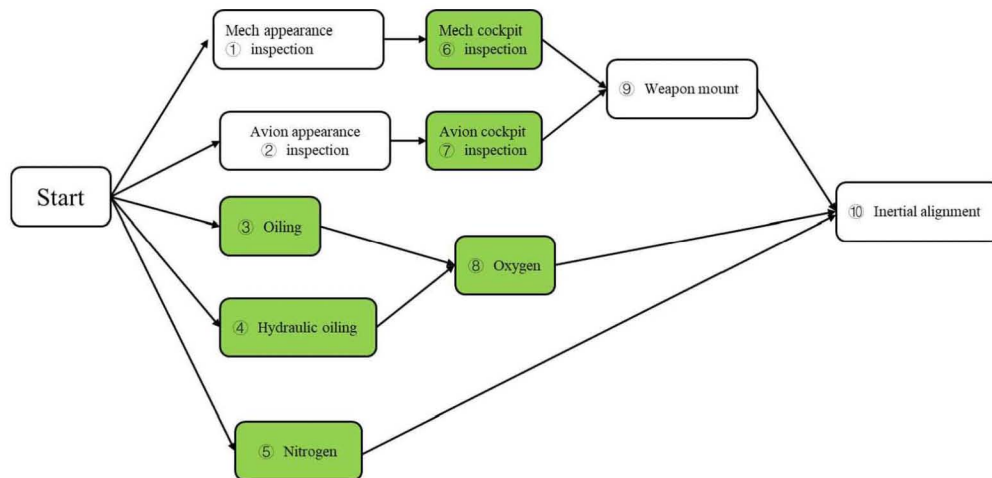 Mech appearance
① inspection
Mech cockpit
⑥ inspection
⑨ Weapon mount
Avion appearance
② inspection
Avion cockpit
⑦ inspection
Start
③ Oiling
⑩ Inertial alignment
⑧ Oxygen
④ Hydraulic oiling
⑤ Nitrogen